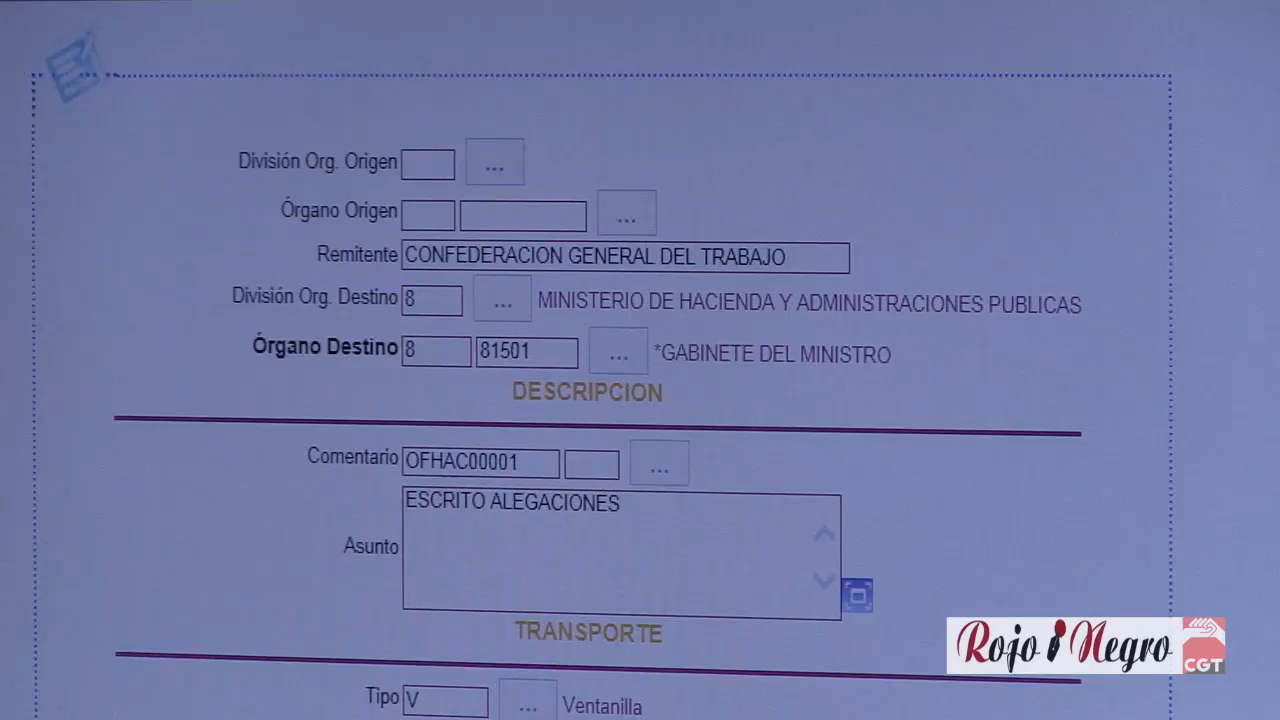 División Org. Origen ...
Órgano Origen ...
Remitente CONFEDERACION GENERAL DEL TRABAJO
División Org. Destino 8 ... MINISTERIO DE HACIENDA Y ADMINISTRACIONES PUBLICAS
Órgano Destino 8 81501 ... *GABINETE DEL MINISTRO
DESCRIPCION
Comentario OFHAC00001 ...
ESCRITO ALEGACIONES
Asunto
TRANSPORTE
Rojo i Negro
CGT
Tipo V ... Ventanilla